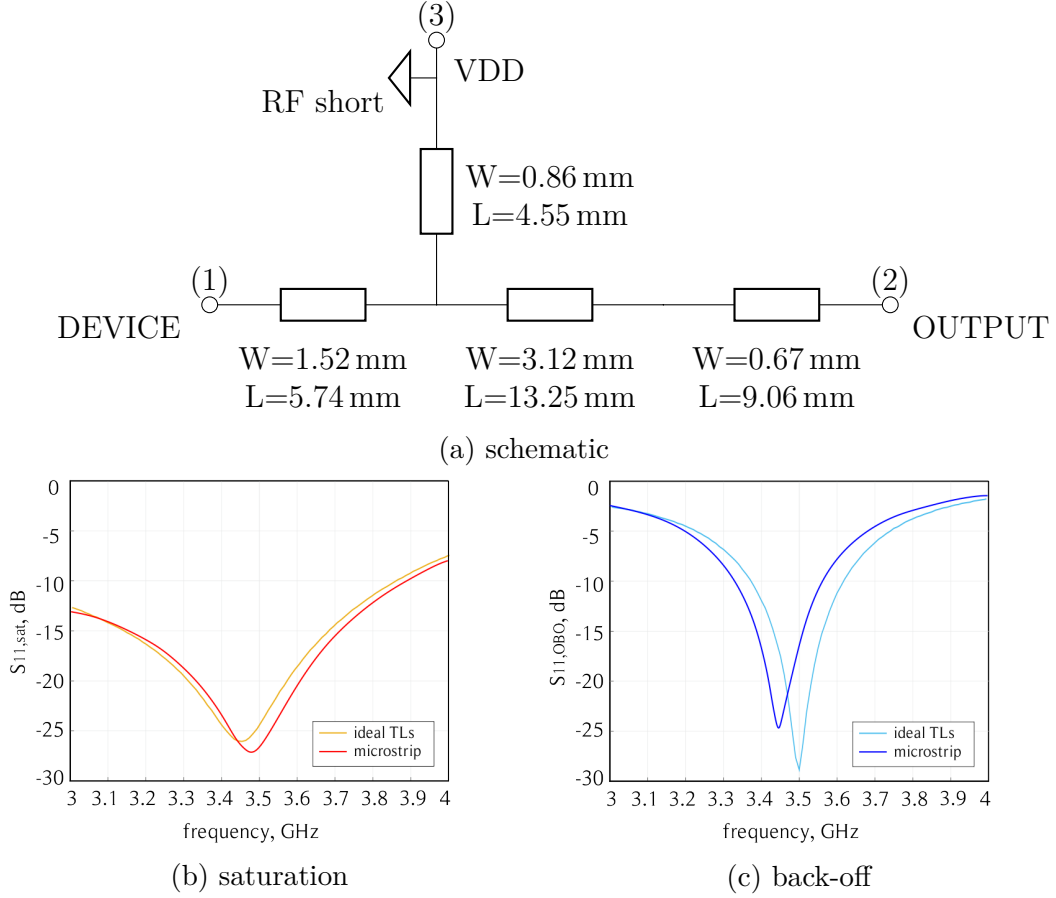 (3)
VDD
RF short
W=0.86 mm
L=4.55 mm
(1)
(2)
DEVICE
OUTPUT
W=1.52 mm
L=5.74 mm
W=3.12 mm
L=13.25 mm
W=0.67 mm
L=9.06 mm
(a) schematic
0
-5
-10
-15
-20
-25
-30
S11,sat, dB
ideal TLs
microstrip
3 3.1 3.2 3.3 3.4 3.5 3.6 3.7 3.8 3.9 4
frequency, GHz
(b) saturation
0
-5
-10
-15
-20
-25
-30
S11,OBO, dB
ideal TLs
microstrip
3 3.1 3.2 3.3 3.4 3.5 3.6 3.7 3.8 3.9 4
frequency, GHz
(c) back-off